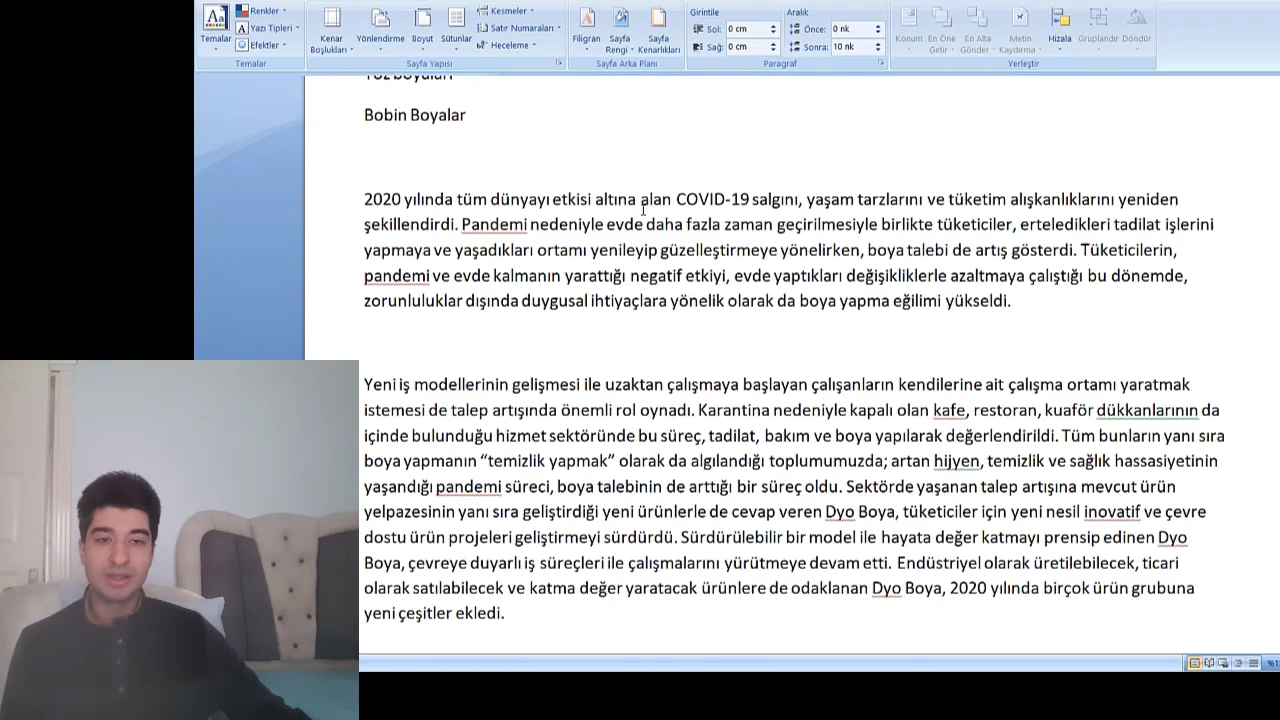 Renkler
Yazı Tipleri
Efektler
Temalar
Temalar
Kenar Boşlukları
Yönlendirme
Boyut
Sütunlar
Kesmeler
Satır Numaraları
Heceleme
Sayfa Yapısı
Filigran
Sayfa Rengi
Sayfa Kenarlıkları
Sayfa Arka Planı
Girintile
Sol: 0 cm
Sağ: 0 cm
Aralık
Önce: 0 nk
Sonra: 10 nk
Paragraf
Konum
En Öne Getir
En Alta Gönder
Metin Kaydırma
Hizala
Gruplandır
Döndür
Yerleştir
Toz boyaları
Bobin Boyalar
2020 yılında tüm dünyayı etkisi altına alan COVID-19 salgını, yaşam tarzlarını ve tüketim alışkanlıklarını yeniden
şekillendirdi. Pandemi nedeniyle evde daha fazla zaman geçirilmesiyle birlikte tüketiciler, erteledikleri tadilat işlerini
yapmaya ve yaşadıkları ortamı yenileyip güzelleştirmeye yönelirken, boya talebi de artış gösterdi. Tüketicilerin,
pandemi ve evde kalmanın yarattığı negatif etkiyi, evde yaptıkları değişikliklerle azaltmaya çalıştığı bu dönemde,
zorunluluklar dışında duygusal ihtiyaçlara yönelik olarak da boya yapma eğilimi yükseldi.
Yeni iş modellerinin gelişmesi ile uzaktan çalışmaya başlayan çalışanların kendilerine ait çalışma ortamı yaratmak
istemesi de talep artışında önemli rol oynadı. Karantina nedeniyle kapalı olan kafe, restoran, kuaför dükkanlarının da
içinde bulunduğu hizmet sektöründe bu süreç, tadilat, bakım ve boya yapılarak değerlendirildi. Tüm bunların yanı sıra
boya yapmanın “temizlik yapmak” olarak da algılandığı toplumumuzda; artan hijyen, temizlik ve sağlık hassasiyetinin
yaşandığı pandemi süreci, boya talebinin de arttığı bir süreç oldu. Sektörde yaşanan talep artışına mevcut ürün
yelpazesinin yanı sıra geliştirdiği yeni ürünlerle de cevap veren Dyo Boya, tüketiciler için yeni nesil inovatif ve çevre
dostu ürün projeleri geliştirmeyi sürdürdü. Sürdürülebilir bir model ile hayata değer katmayı prensip edinen Dyo
Boya, çevreye duyarlı iş süreçleri ile çalışmalarını yürütmeye devam etti. Endüstriyel olarak üretilebilecek, ticari
olarak satılabilecek ve katma değer yaratacak ürünlere de odaklanan Dyo Boya, 2020 yılında birçok ürün grubuna
yeni çeşitler ekledi.